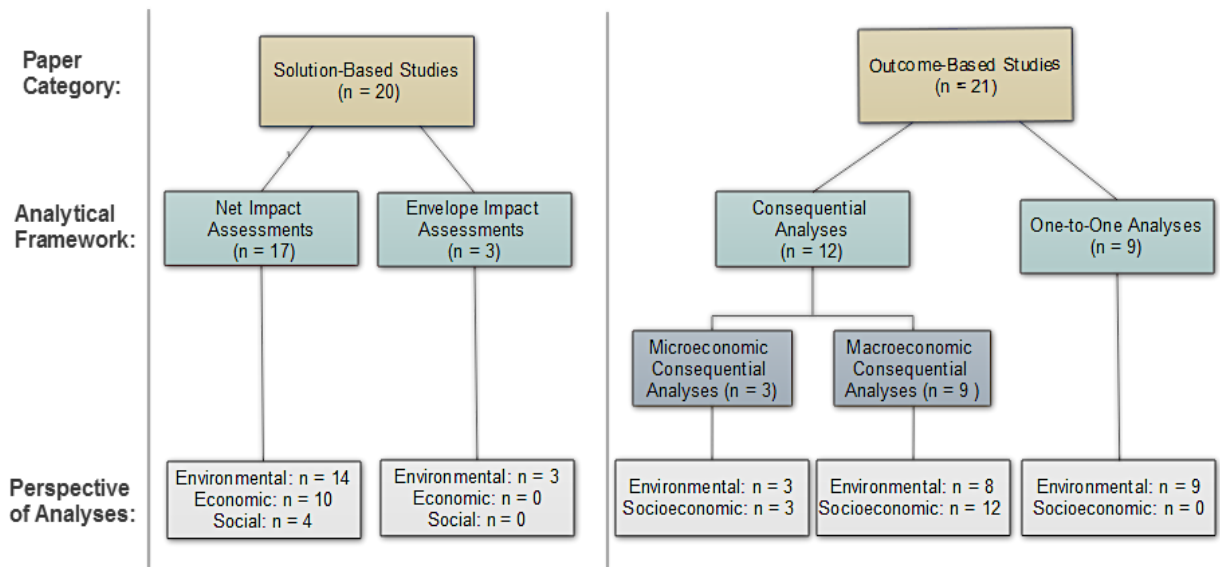 Paper
Category:
Solution-Based Studies
(n = 20)
Outcome-Based Studies
(n = 21)
Analytical
Framework:
Net Impact
Assessments
(n = 17)
Envelope Impact
Assessments
(n = 3)
Consequential
Analyses
(n = 12)
One-to-One Analyses
(n = 9)
Microeconomic
Consequential
Analyses (n = 3)
Macroeconomic
Consequential
Analyses (n = 9 )
Perspective
of Analyses:
Environmental: n = 14
Economic: n = 10
Social: n = 4
Environmental: n = 3
Economic: n = 0
Social: n = 0
Environmental: n = 3
Socioeconomic: n = 3
Environmental: n = 8
Socioeconomic: n = 12
Environmental: n = 9
Socioeconomic: n = 0